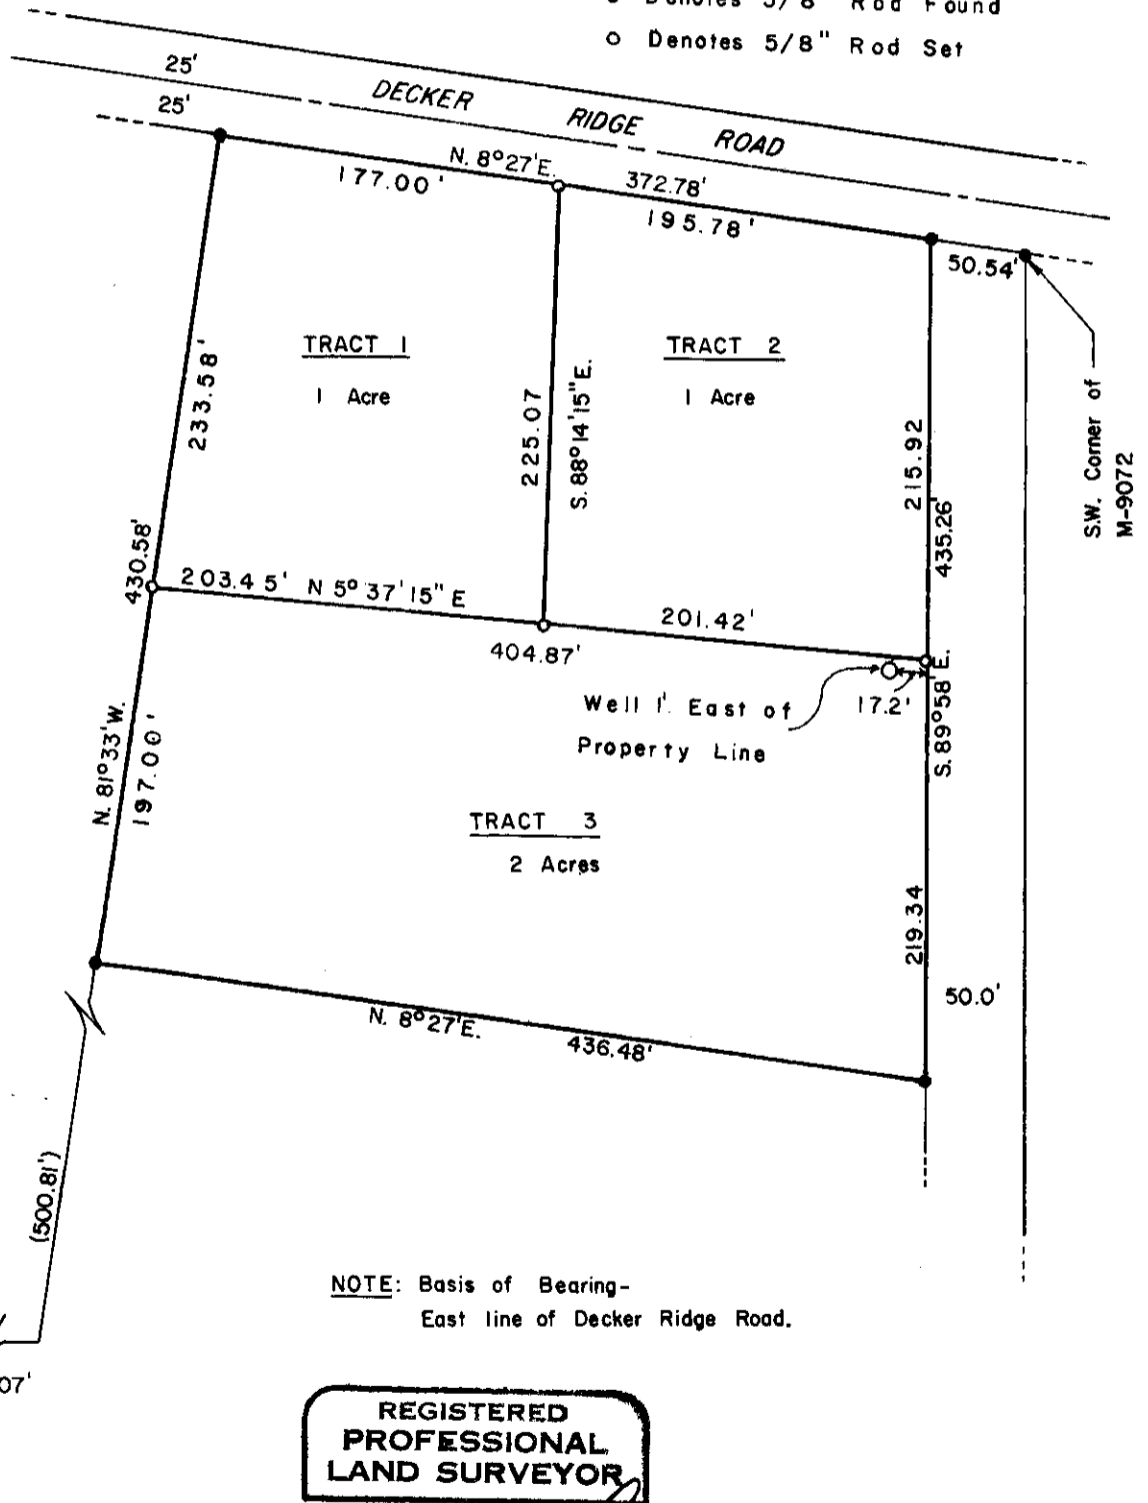 Denotes 5/8" Rod Found
o Denotes 5/8" Rod Set
25'
25'
DECKER RIDGE ROAD
N. 8°27'E.
372.78'
177.00'
195.78'
50.54'
S.W. Corner of
M-9072
TRACT 1
1 Acre
TRACT 2
1 Acre
233.58'
225.07
S. 88°14'15"E.
215.92
435.26'
430.58'
203.45' N 5°37'15" E
201.42'
404.87'
Well 1' East of
Property Line
17.2'
S. 89°58 E.
N. 81°33'W.
197.00'
TRACT 3
2 Acres
219.34
50.0'
N. 8°27'E.
436.48'
(500.81')
NOTE: Basis of Bearing-
East line of Decker Ridge Road.
07'
REGISTERED
PROFESSIONAL
LAND SURVEYOR